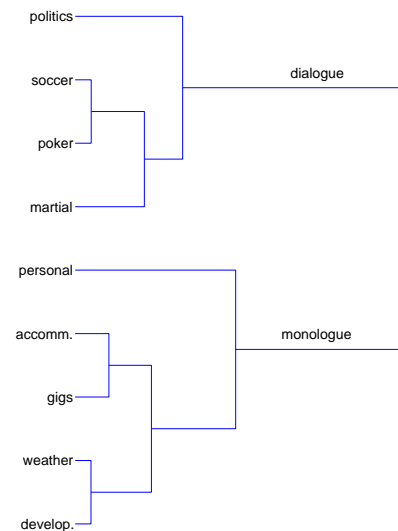 politics
dialogue
soccer
poker
martial
personal
accomm.
monologue
gigs
weather
develop.